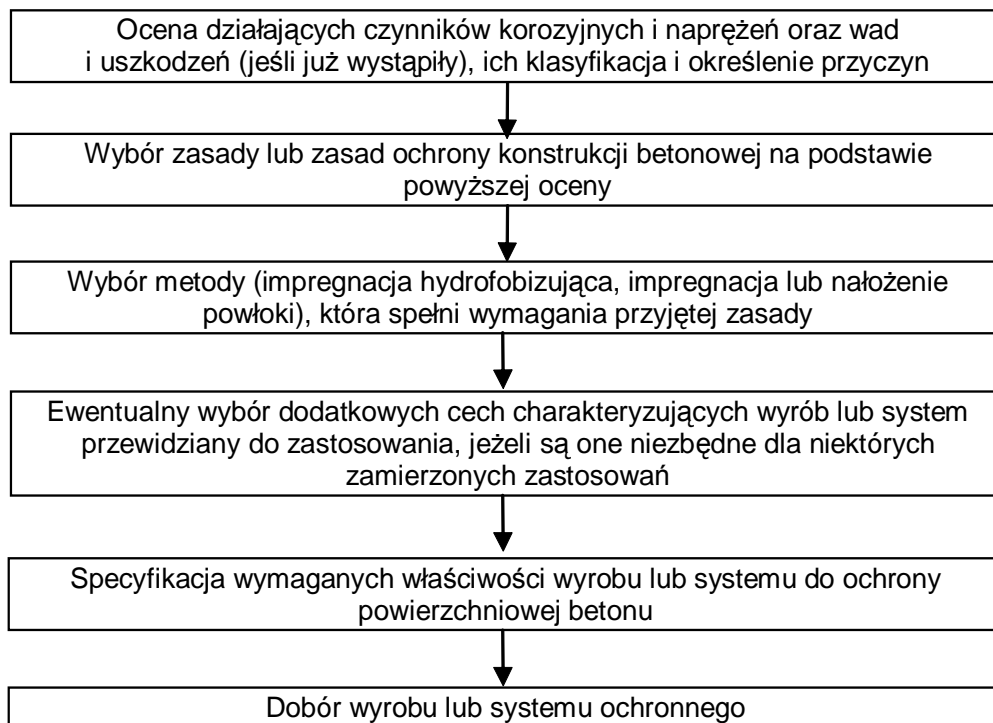 Ocena działających czynników korozyjnych i naprężeń oraz wad
i uszkodzeń (jeśli już wystąpiły), ich klasyfikacja i określenie przyczyn
Wybór zasady lub zasad ochrony konstrukcji betonowej na podstawie
powyższej oceny
Wybór metody (impregnacja hydrofobizująca, impregnacja lub nałożenie
powłoki), która spełni wymagania przyjętej zasady
Ewentualny wybór dodatkowych cech charakteryzujących wyrób lub system
przewidziany do zastosowania, jeżeli są one niezbędne dla niektórych
zamierzonych zastosowań
Specyfikacja wymaganych właściwości wyrobu lub systemu do ochrony
powierzchniowej betonu
Dobór wyrobu lub systemu ochronnego